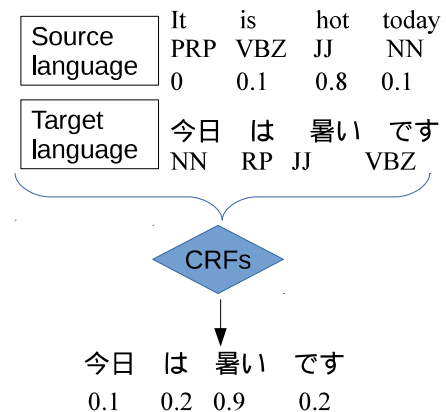 Source language
It is hot today
PRP VBZ JJ NN
0 0.1 0.8 0.1
Target language
今日 は 暑い です
NN RP JJ VBZ
CRFs
今日 は 暑い です
0.1 0.2 0.9 0.2